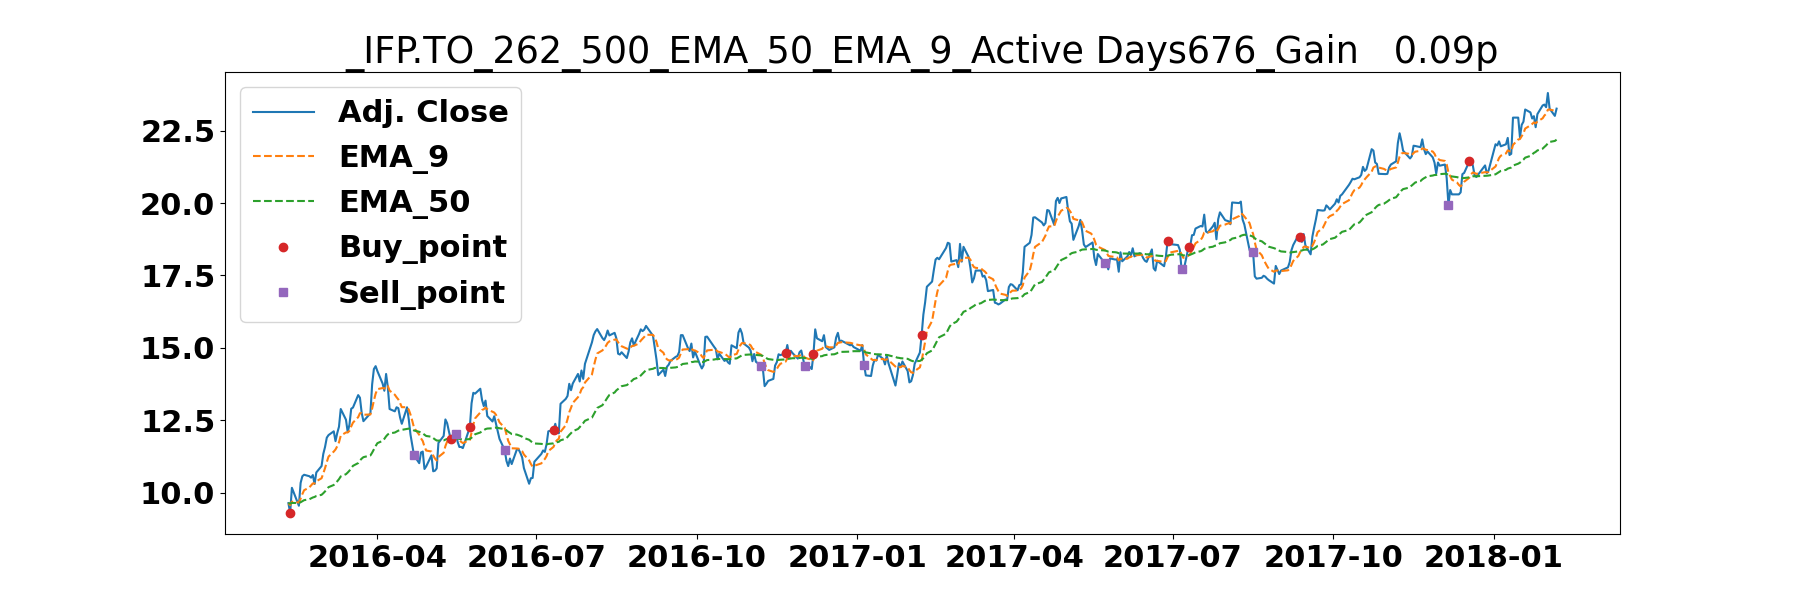 _IFP.TO_262_500_EMA_50_EMA_9_Active Days676_Gain   0.09p
Adj. Close
EMA_9
EMA_50
Buy_point
Sell_point
22.5
20.0
17.5
15.0
12.5
10.0
2016-04 2016-07 2016-10 2017-01 2017-04 2017-07 2017-10 2018-01